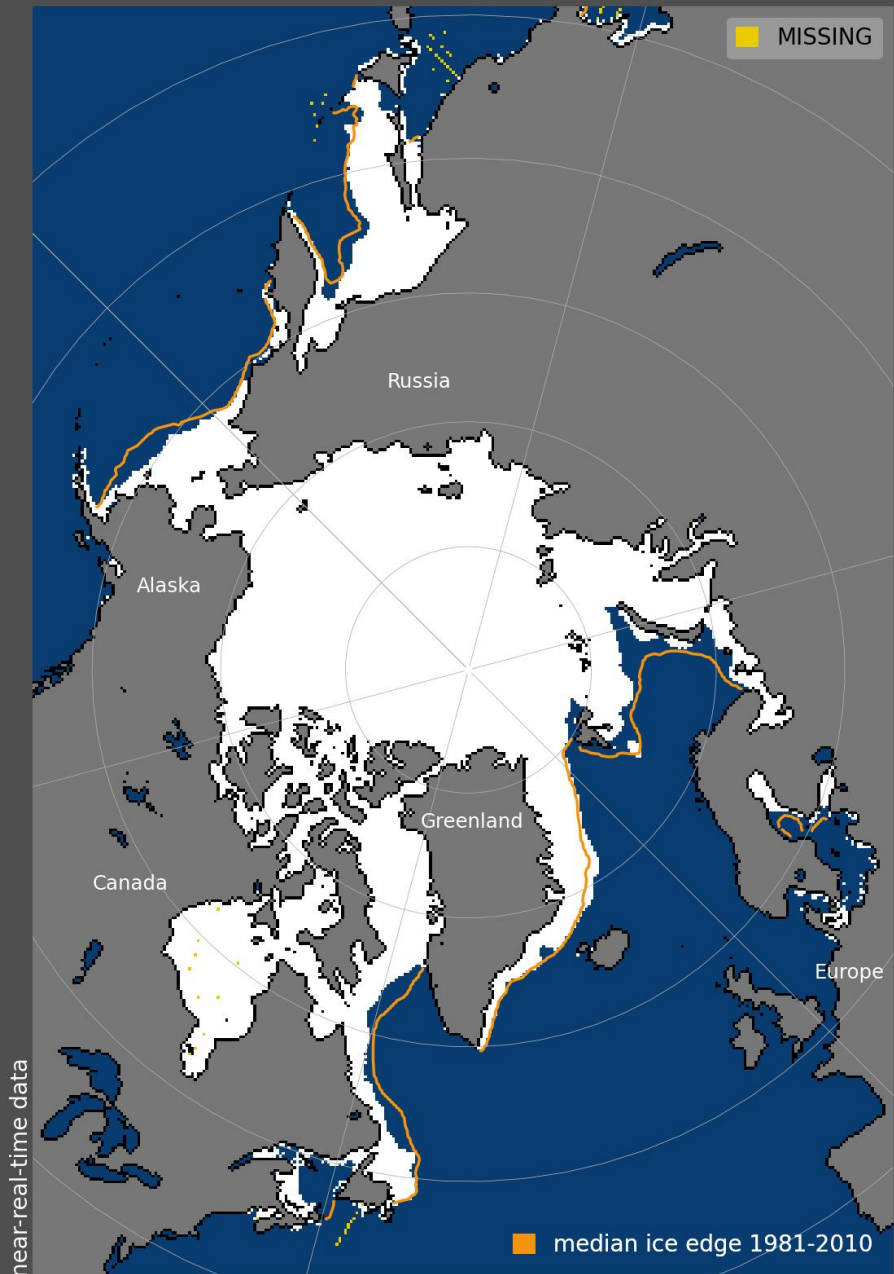 MISSING
Russia
Alaska
Greenland
Canada
Europe
near-real-time data
median ice edge 1981-2010